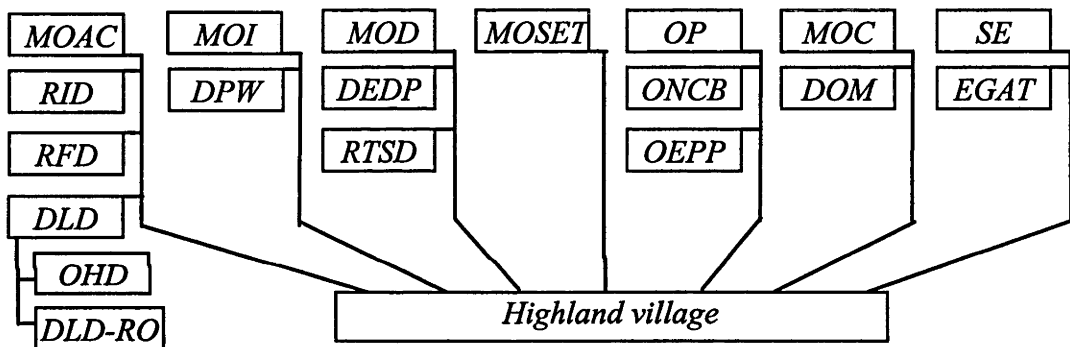 MOAC MOI MOD MOSET OP MOC SE
RID DPW DEDP ONCB DOM EGAT
RFD RTSD OEPP
DLD
OHD
DLD-RO
Highland village